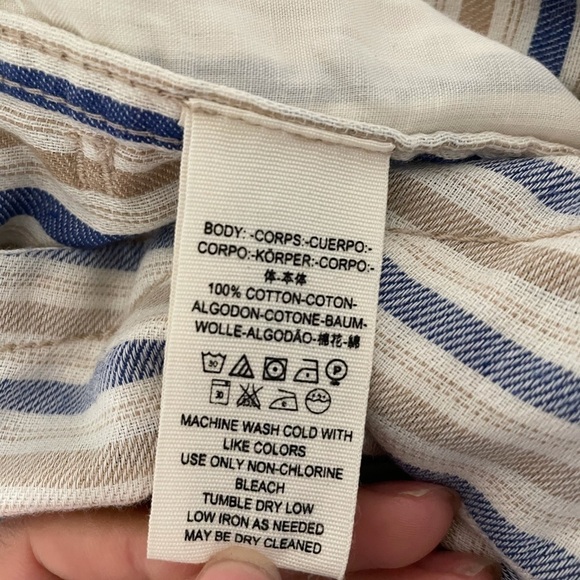 BODY: -CORPS:-CUERPO:-
CORPO:-KÖRPER:-CORPO:-
体-本体
100% COTTON-COTON-
ALGODON-COTONE-BAUM-
WOLLE-ALGODÃO-棉花-綿
30 P
30
MACHINE WASH COLD WITH
LIKE COLORS
USE ONLY NON-CHLORINE
BLEACH
TUMBLE DRY LOW
LOW IRON AS NEEDED
MAY BE DRY CLEANED